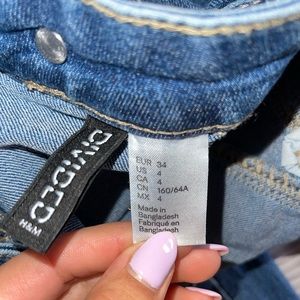 DIVIDED
H&M
EUR 34
US 4
CA 4
CN 160/64A
MX 4
Made in
Bangladesh
Fabriqué en
Bangladesh